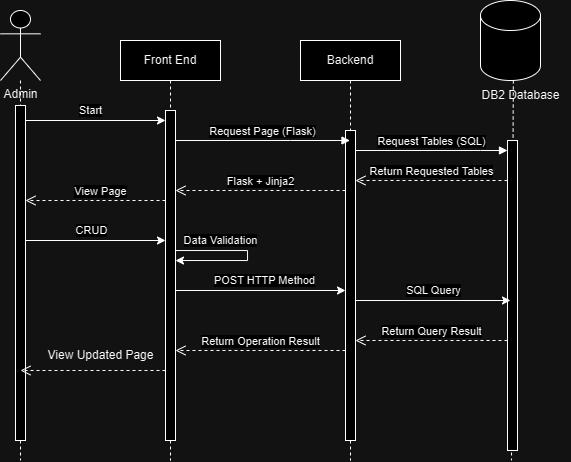 Front End
Backend
Admin
DB2 Database
Start
Request Page (Flask)
Request Tables (SQL)
Return Requested Tables
Flask + Jinja2
View Page
CRUD
Data Validation
POST HTTP Method
SQL Query
Return Query Result
Return Operation Result
View Updated Page